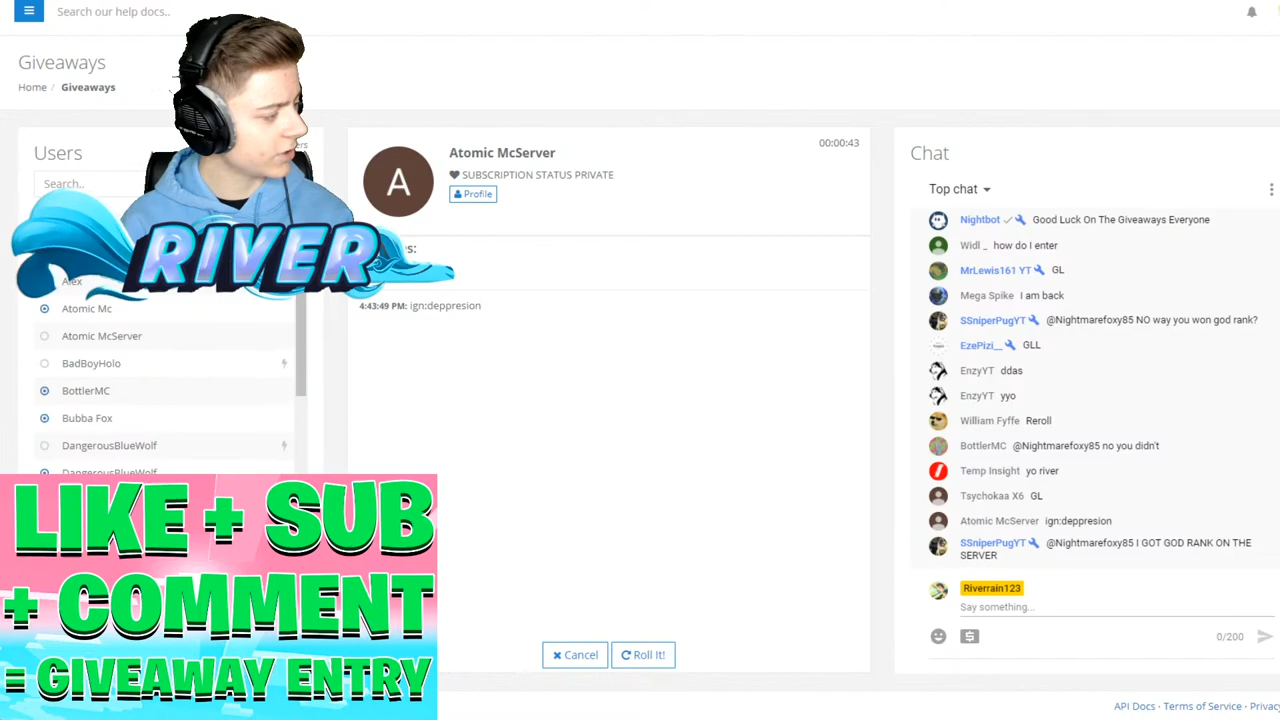 Search our help docs..
Giveaways
Home / Giveaways
Users
Search..
Alex
Atomic Mc
Atomic McServer
BadBoyHolo
BottlerMC
Bubba Fox
DangerousBlueWolf
DangerousBlueWolf
RIVER
LIKE + SUB
+ COMMENT
= GIVEAWAY ENTRY
A
Atomic McServer
SUBSCRIPTION STATUS PRIVATE
Profile
00:00:43
4:43:49 PM: ign:deppresion
Cancel
Roll It!
Chat
Top chat
Nightbot Good Luck On The Giveaways Everyone
Widl _ how do I enter
MrLewis161 YT GL
Mega Spike I am back
SSniperPugYT @Nightmarefoxy85 NO way you won god rank?
EzePizi__ GLL
EnzyYT ddas
EnzyYT yyo
William Fyffe Reroll
BottlerMC @Nightmarefoxy85 no you didn't
Temp Insight yo river
Tsychokaa X6 GL
Atomic McServer ign:deppresion
SSniperPugYT @Nightmarefoxy85 I GOT GOD RANK ON THE
SERVER
Riverrain123
Say something...
0/200
API Docs - Terms of Service - Privac